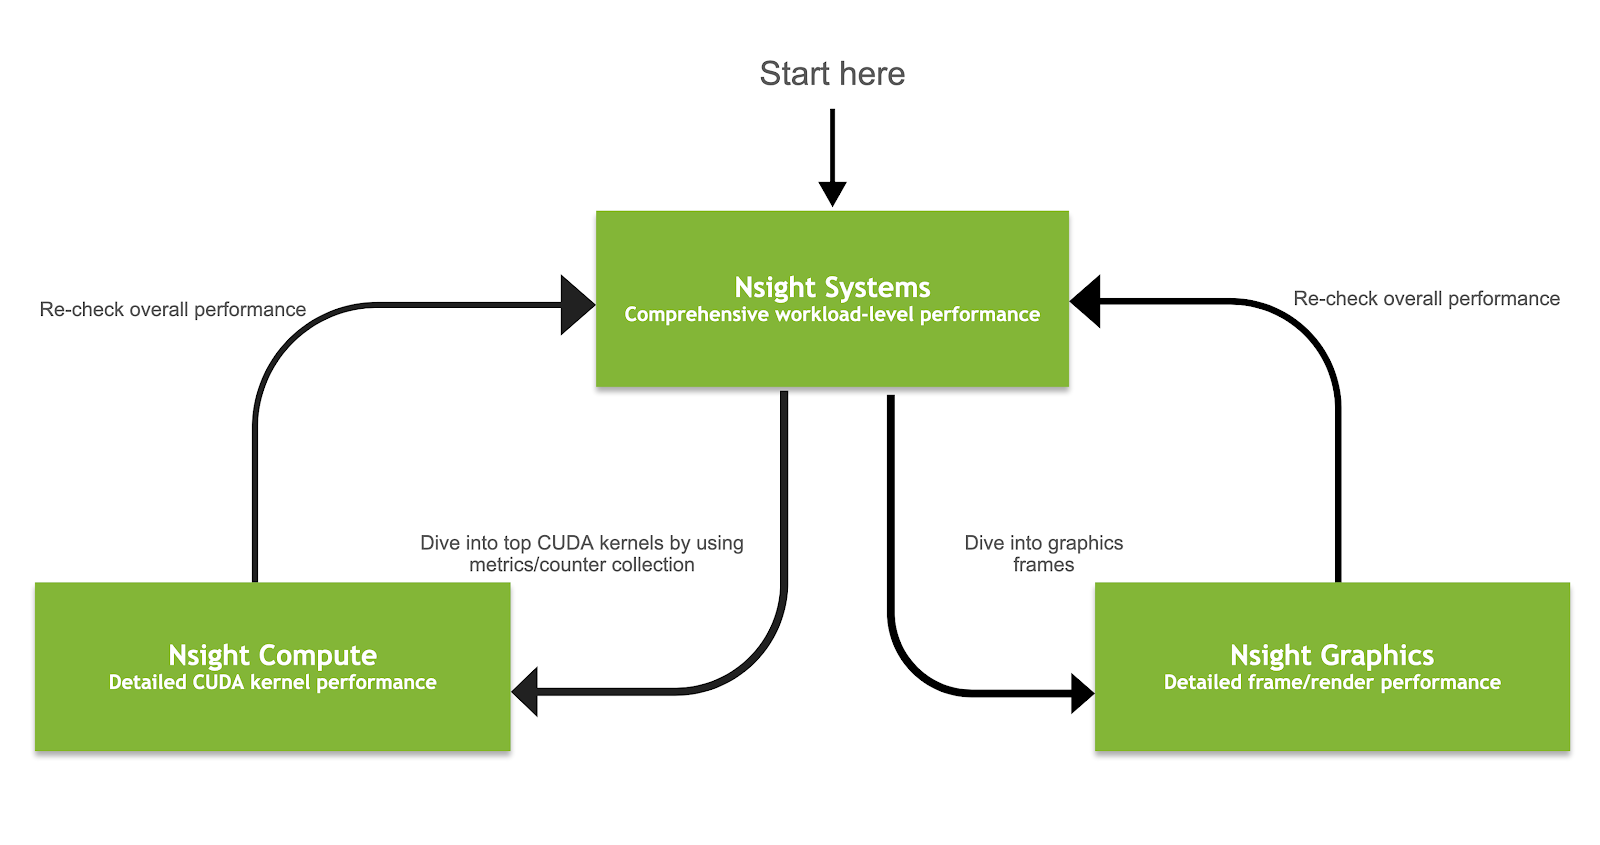 Start here
Nsight Systems
Comprehensive workload-level performance
Re-check overall performance
Re-check overall performance
Dive into top CUDA kernels by using
metrics/counter collection
Dive into graphics
frames
Nsight Compute
Detailed CUDA kernel performance
Nsight Graphics
Detailed frame/render performance